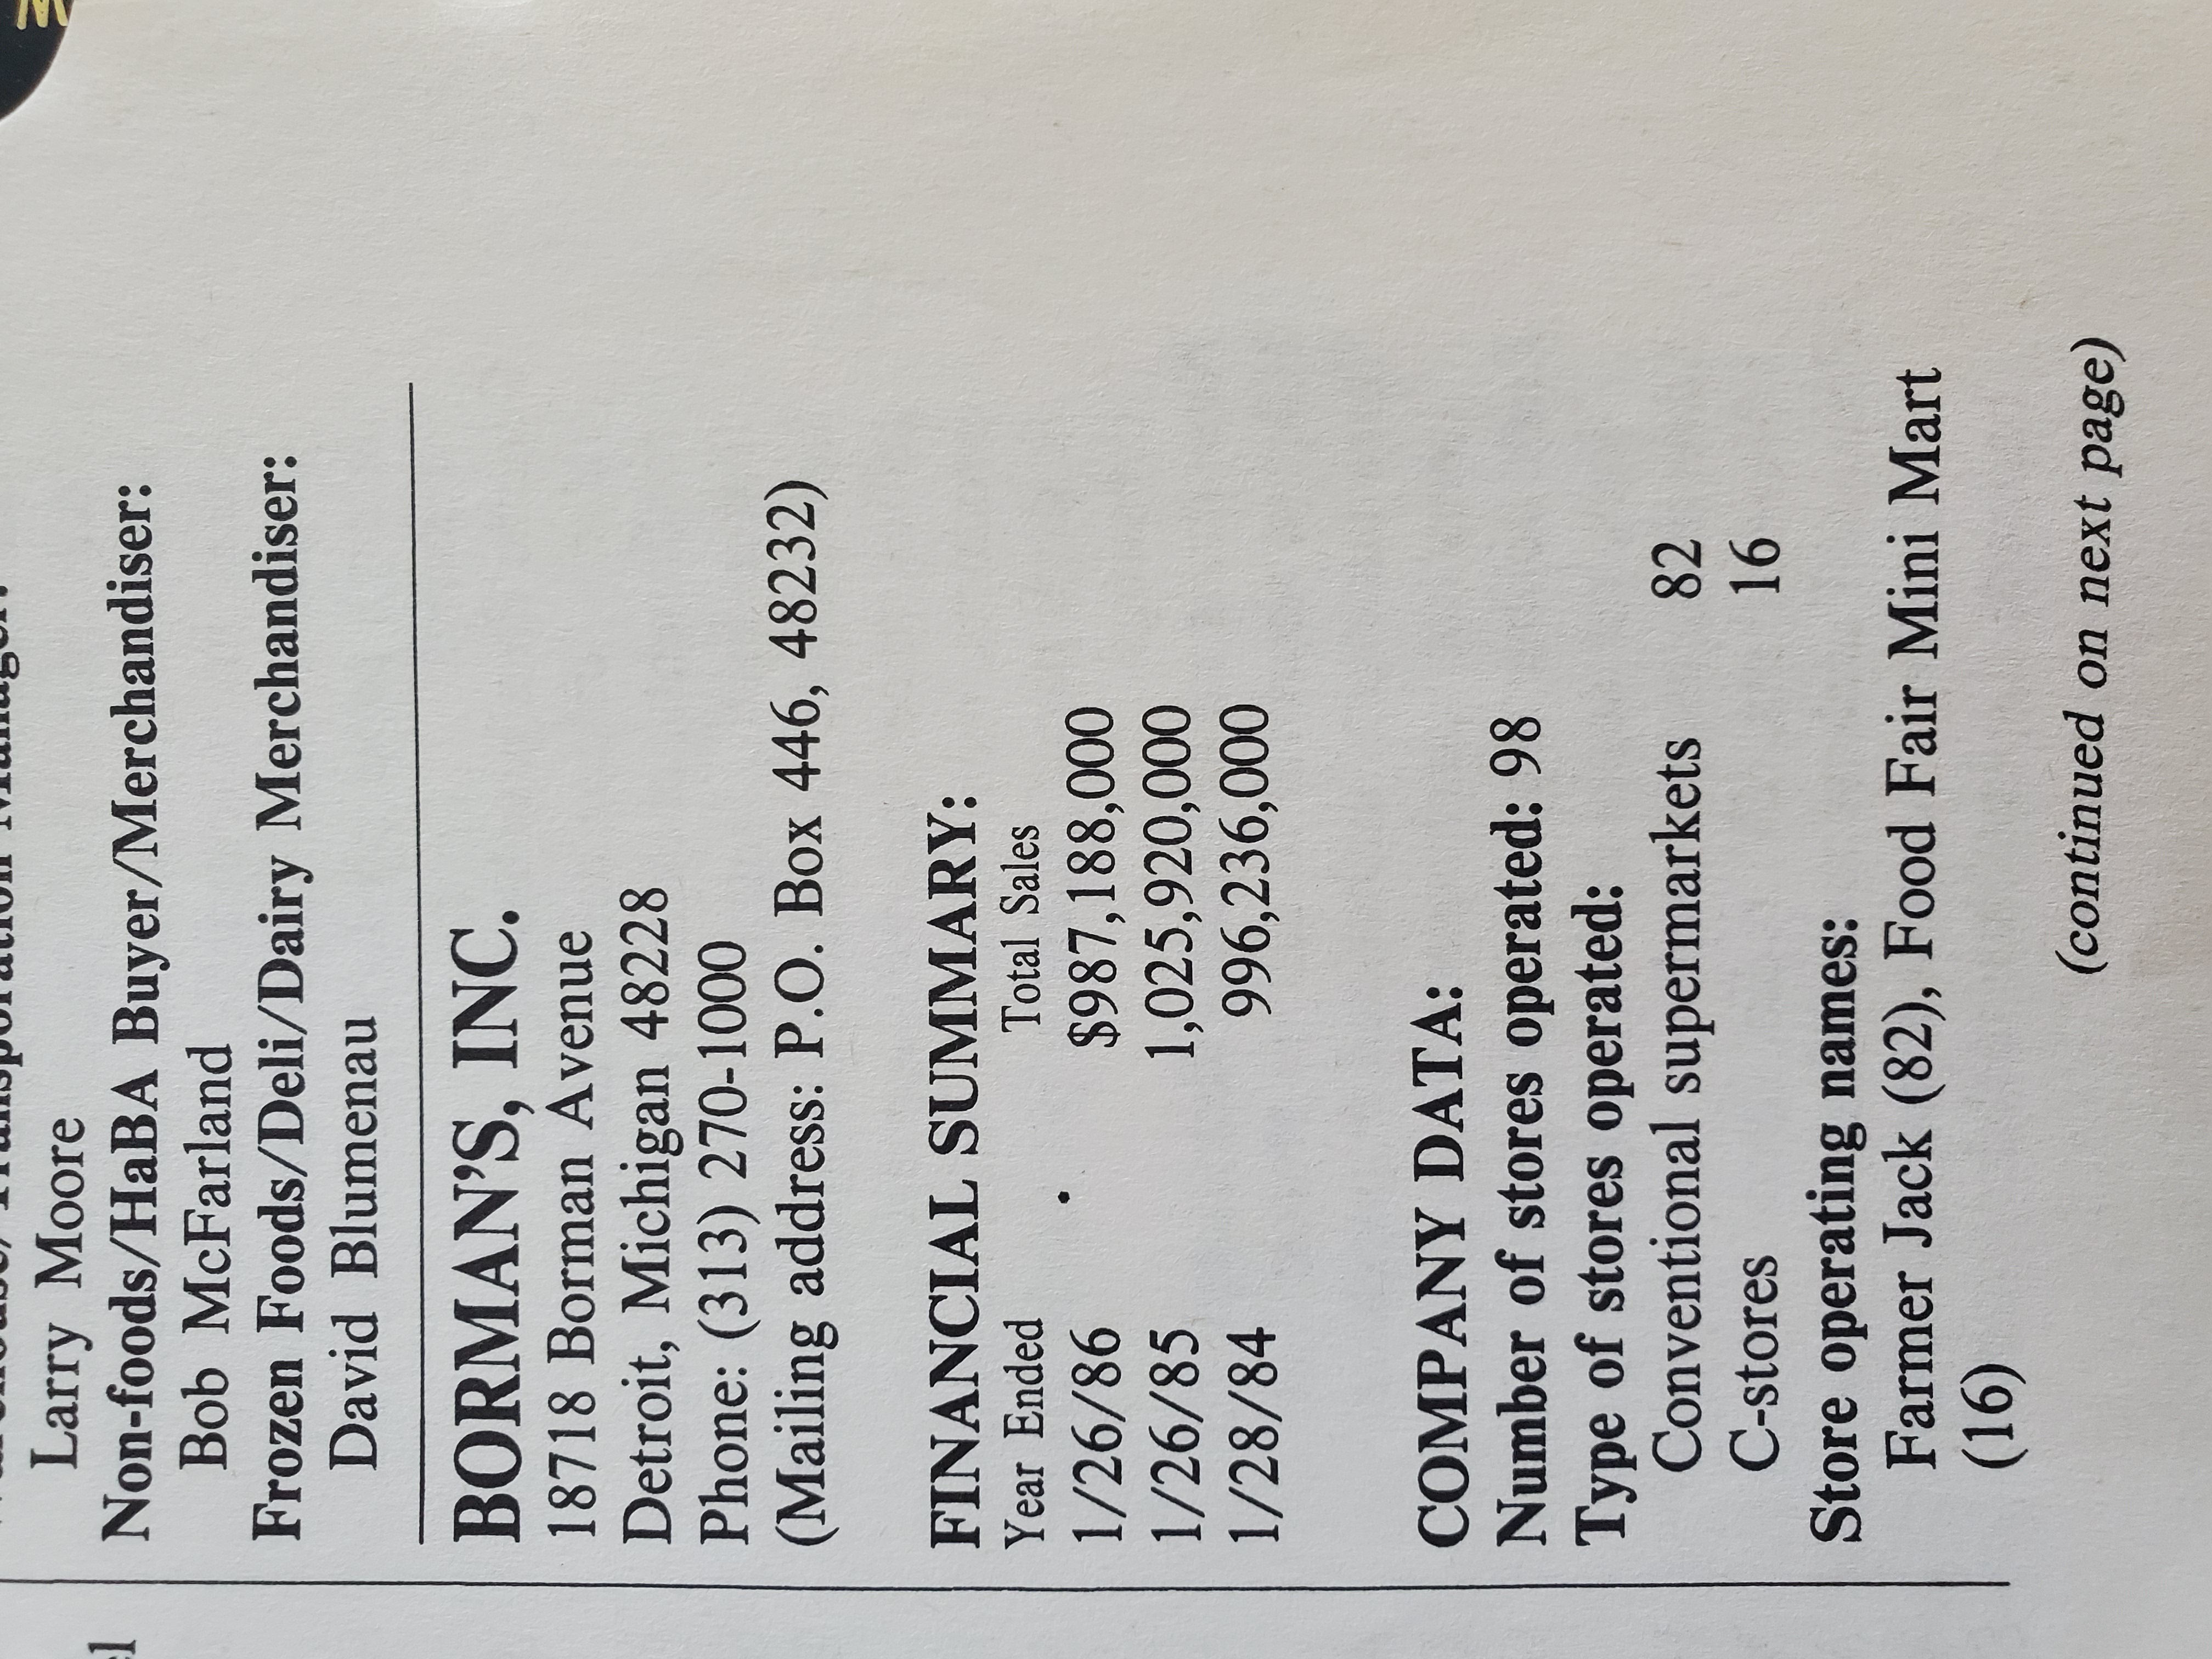 Larry Moore
Non-foods/HaBA Buyer/Merchandiser:
Bob McFarland
Frozen Foods/Deli/Dairy Merchandiser:
David Blumenau
BORMAN'S, INC.
18718 Borman Avenue
Detroit, Michigan 48228
Phone: (313) 270-1000
(Mailing address: P.O. Box 446, 48232)
FINANCIAL SUMMARY:
Year Ended Total Sales
1/26/86 $987,188,000
1/26/85 1,025,920,000
1/28/84 996,236,000
COMPANY DATA:
Number of stores operated: 98
Type of stores operated:
Conventional supermarkets 82
C-stores 16
Store operating names:
Farmer Jack (82), Food Fair Mini Mart
(16)
(continued on next page)